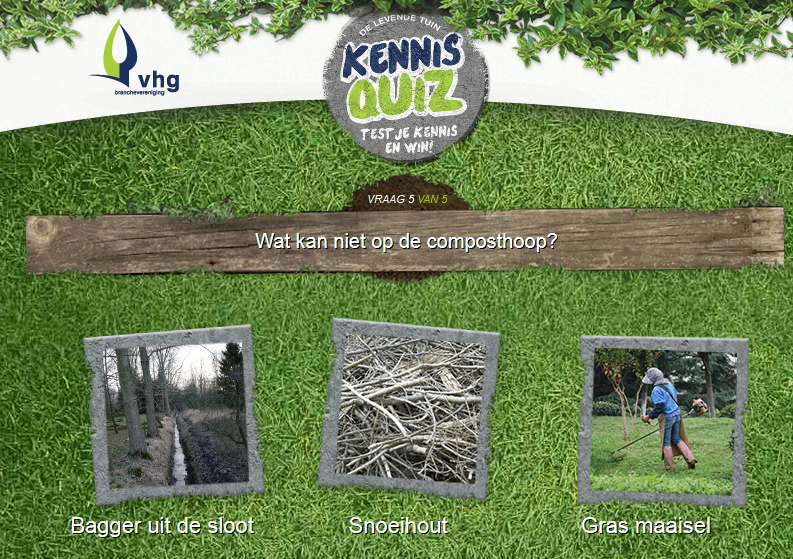 DE LEVENDE TUIN
KENNIS
QUIZ
TEST JE KENNIS
EN WIN!
vhg
branchevereniging
VRAAG 5 VAN 5
Wat kan niet op de composthoop?
Bagger uit de sloot
Snoeihout
Gras maaisel